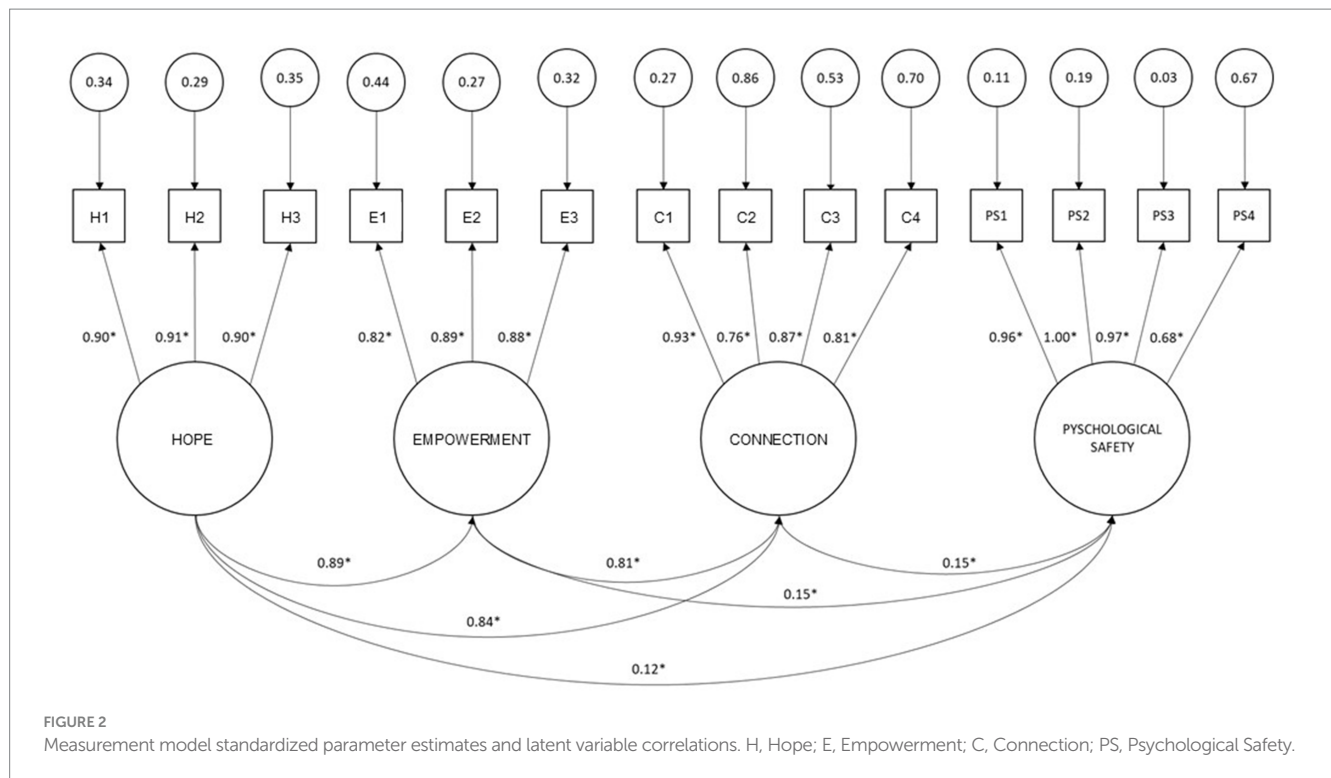 0.34 0.29 0.35 0.44 0.27 0.32 0.27 0.86 0.53 0.70 0.11 0.19 0.03 0.67
H1 H2 H3 E1 E2 E3 C1 C2 C3 C4 PS1 PS2 PS3 PS4
0.90* 0.91* 0.90* 0.82* 0.89* 0.88* 0.93* 0.76* 0.87* 0.81* 0.96* 1.00* 0.97* 0.68*
HOPE EMPOWERMENT CONNECTION PYSCHOLOGICAL
SAFETY
0.89* 0.81* 0.15*
0.15*
0.84*
0.12*
FIGURE 2
Measurement model standardized parameter estimates and latent variable correlations. H, Hope; E, Empowerment; C, Connection; PS, Psychological Safety.